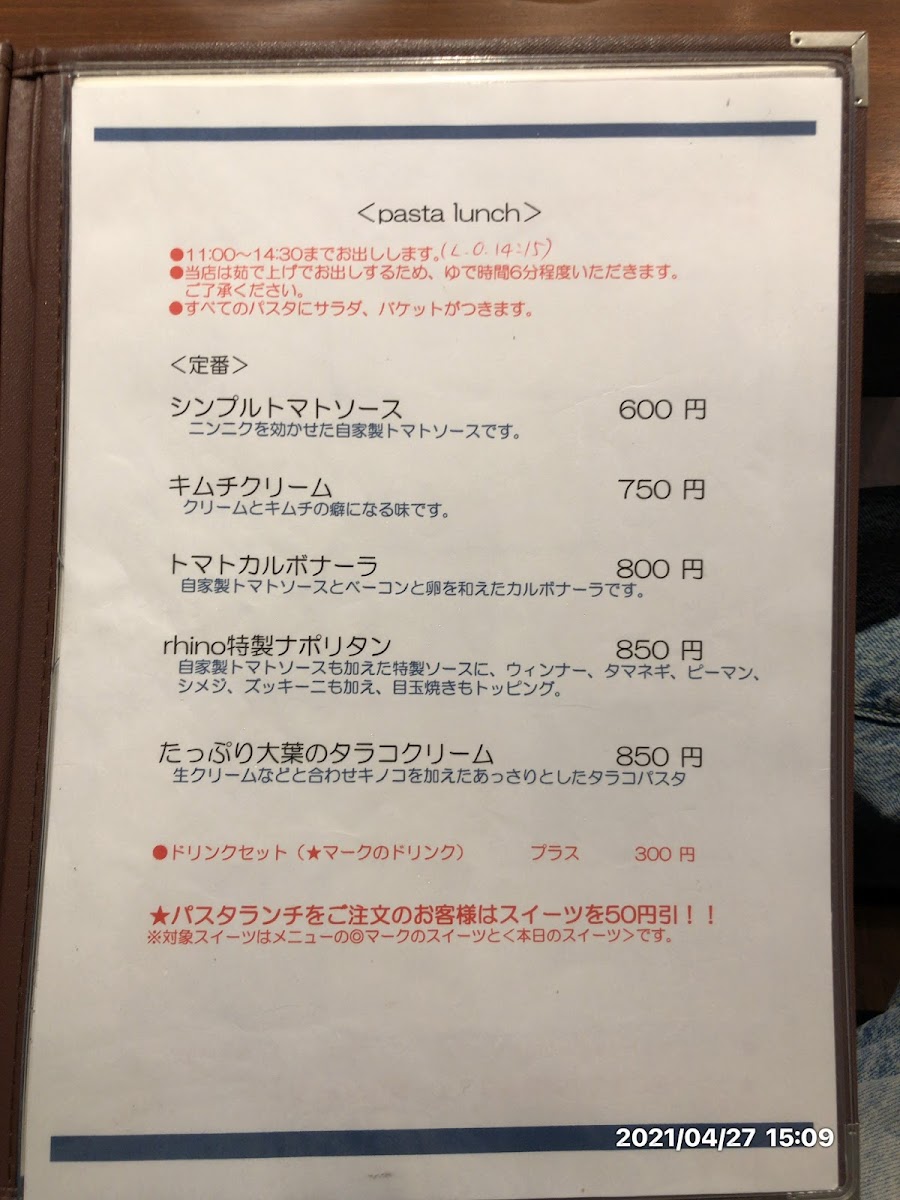 ＜pasta lunch＞
●11:00～14:30までお出しします。(L.O.14:15)
●当店は茹で上げでお出しするため、ゆで時間6分程度いただきます。
ご了承ください。
●すべてのパスタにサラダ、バケットがつきます。
＜定番＞
シンプルトマトソース 600 円
ニンニクを効かせた自家製トマトソースです。
キムチクリーム 750 円
クリームとキムチの癖になる味です。
トマトカルボナーラ 800 円
自家製トマトソースとベーコンと卵を和えたカルボナーラです。
rhino特製ナポリタン 850 円
自家製トマトソースも加えた特製ソースに、ウィンナー、タマネギ、ピーマン、
シメジ、ズッキーニも加え、目玉焼きもトッピング。
たっぷり大葉のタラコクリーム 850 円
生クリームなどと合わせキノコを加えたあっさりとしたタラコパスタ
●ドリンクセット（★マークのドリンク） プラス 300 円
★パスタランチをご注文のお客様はスイーツを50円引！！
※対象スイーツはメニューの◎マークのスイーツと＜本日のスイーツ＞です。
2021/04/27 15:09